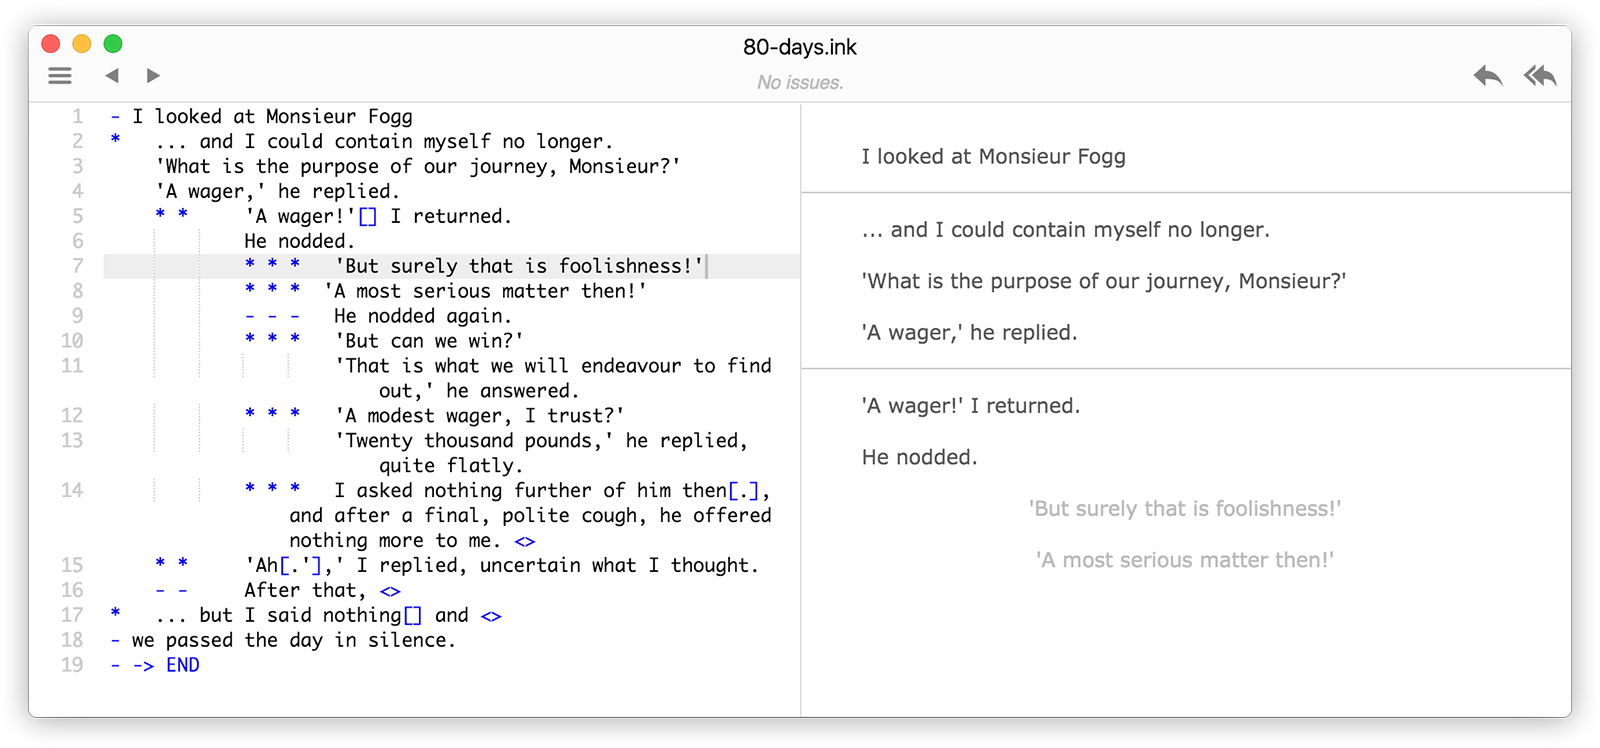 80-days.ink
No issues.
1 - I looked at Monsieur Fogg
2 * ... and I could contain myself no longer.
3 'What is the purpose of our journey, Monsieur?'
4 'A wager,' he replied.
5 * * 'A wager!'[] I returned.
6 He nodded.
7 * * * 'But surely that is foolishness!'
8 * * * 'A most serious matter then!'
9 - - - He nodded again.
10 * * * 'But can we win?'
11 'That is what we will endeavour to find
out,' he answered.
12 * * * 'A modest wager, I trust?'
13 'Twenty thousand pounds,' he replied,
quite flatly.
14 * * * I asked nothing further of him then[.],
and after a final, polite cough, he offered
nothing more to me. <>
15 * * 'Ah[.'],' I replied, uncertain what I thought.
16 - - After that, <>
17 * ... but I said nothing[] and <>
18 - we passed the day in silence.
19 - -> END
I looked at Monsieur Fogg
... and I could contain myself no longer.
'What is the purpose of our journey, Monsieur?'
'A wager,' he replied.
'A wager!' I returned.
He nodded.
'But surely that is foolishness!'
'A most serious matter then!'